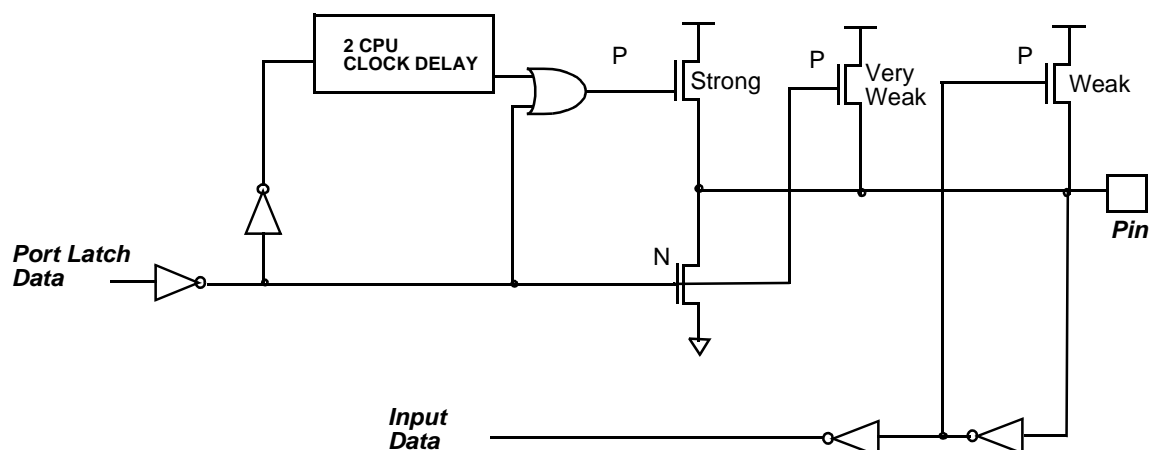 2 CPU
CLOCK DELAY
P
Strong
P
Very
Weak
P
Weak
Port Latch
Data
N
Pin
Input
Data